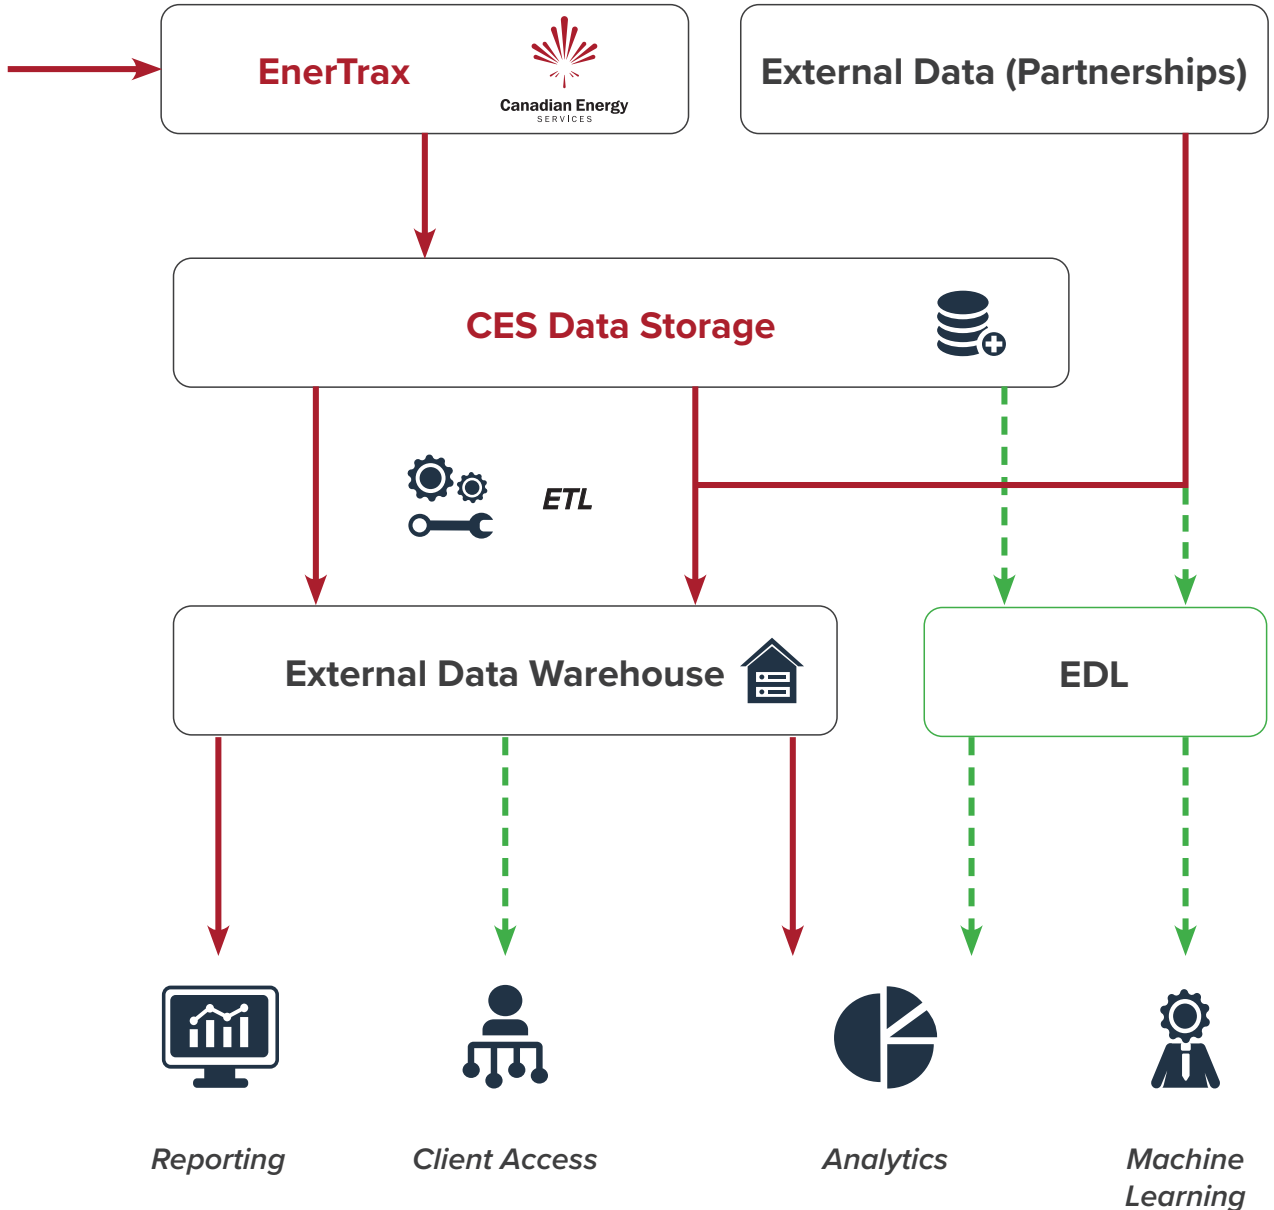 EnerTrax
Canadian Energy
SERVICES
External Data (Partnerships)
CES Data Storage
ETL
External Data Warehouse
EDL
Reporting
Client Access
Analytics
Machine
Learning